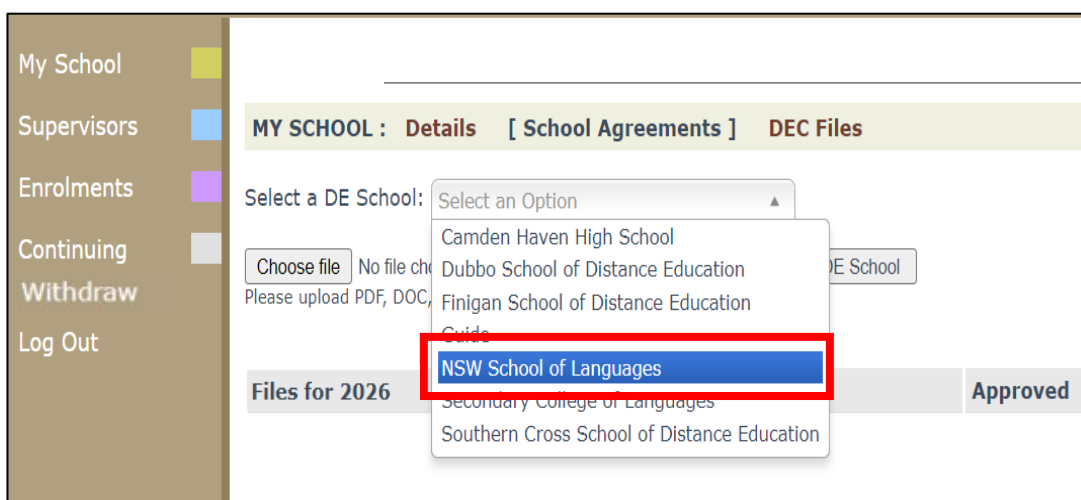 My School
Supervisors
Enrolments
Continuing
Withdraw
Log Out
MY SCHOOL : Details [ School Agreements ] DEC Files
Select a DE School: Select an Option ▲
Camden Haven High School
Dubbo School of Distance Education
Finigan School of Distance Education
Guide
NSW School of Languages
Secondary College of Languages
Southern Cross School of Distance Education
Choose file No file DE School
Please upload PDF, DOC,
Files for 2026 Approved